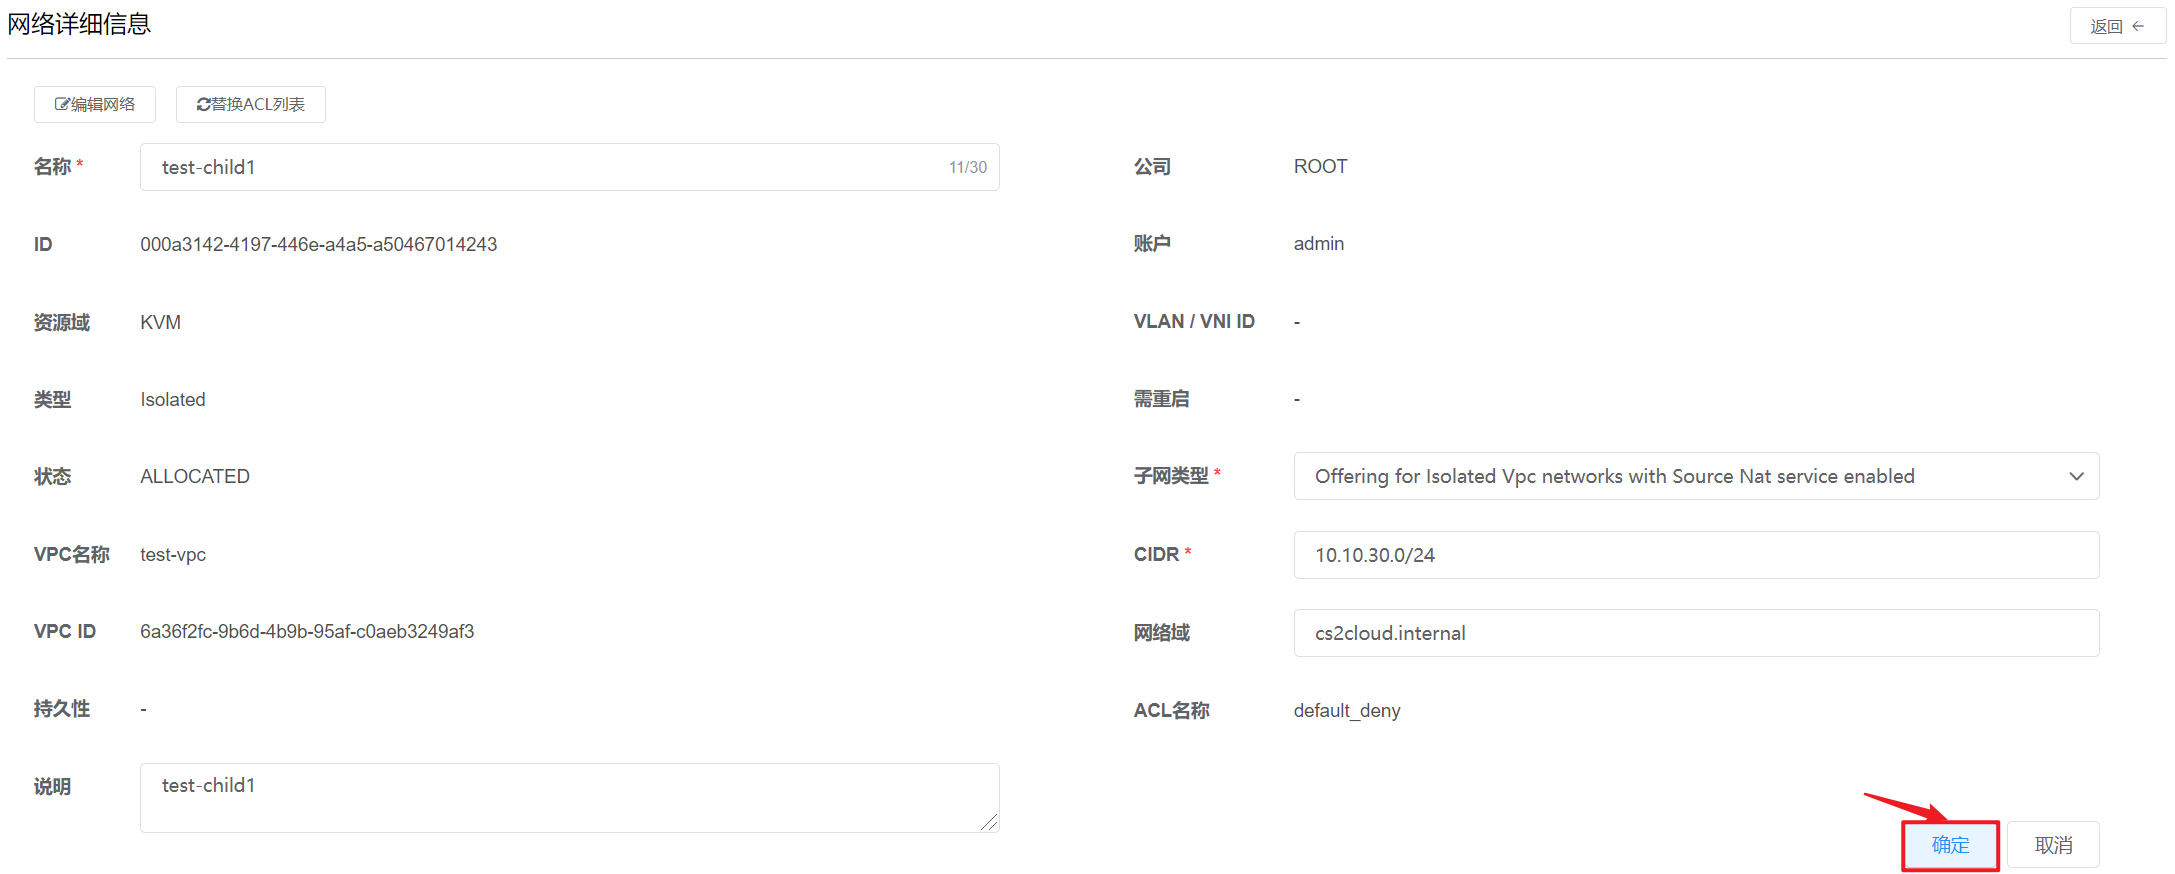 网络详细信息
返回
编辑网络
替换ACL列表
名称 *
test-child1
11/30
公司
ROOT
ID
000a3142-4197-446e-a4a5-a50467014243
账户
admin
资源域
KVM
VLAN / VNI ID
-
类型
Isolated
需重启
-
状态
ALLOCATED
子网类型 *
Offering for Isolated Vpc networks with Source Nat service enabled
VPC名称
test-vpc
CIDR *
10.10.30.0/24
VPC ID
6a36f2fc-9b6d-4b9b-95af-c0aeb3249af3
网络域
cs2cloud.internal
持久性
-
ACL名称
default_deny
说明
test-child1
确定
取消